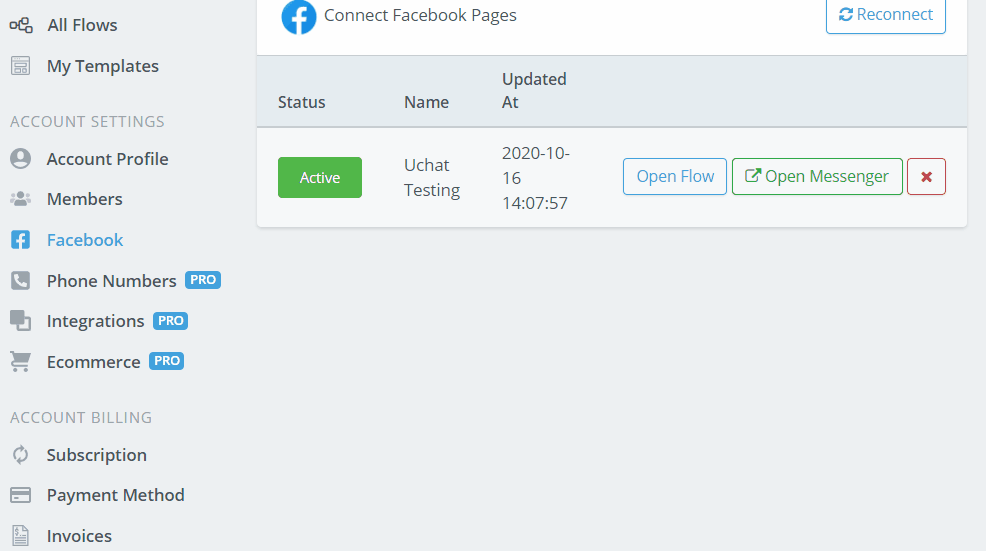 All Flows
My Templates
ACCOUNT SETTINGS
Account Profile
Members
Facebook
Phone Numbers PRO
Integrations PRO
Ecommerce PRO
ACCOUNT BILLING
Subscription
Payment Method
Invoices
Connect Facebook Pages
Reconnect
Status
Name
Updated
At
Active
Uchat
Testing
2020-10-
16
14:07:57
Open Flow
Open Messenger